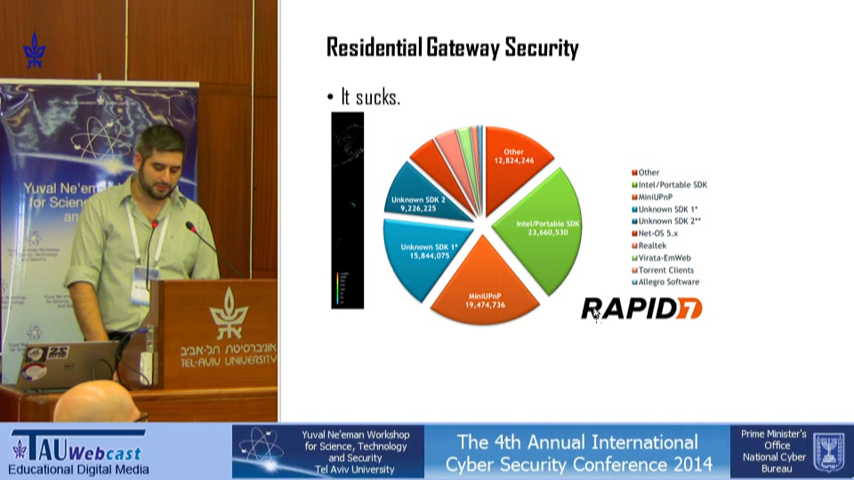 Residential Gateway Security
• It sucks.
Other
12,824,246
Intel/Portable SDK
23,660,530
MiniUPnP
19,474,736
Unknown SDK 1*
15,844,075
Unknown SDK 2
9,226,225
Other
Intel/Portable SDK
MiniUPnP
Unknown SDK 1*
Unknown SDK 2**
Net-OS 5.x
Realtek
Virata-EmWeb
Torrent Clients
Allegro Software
RAPID7
Yuval Ne'eman
for Science,
and
אוניברסיטת תל-אביב
TEL-AVIV UNIVERSITY
TAU Webcast
Educational Digital Media
Yuval Ne'eman Workshop
for Science, Technology
and Security
Tel Aviv University
The 4th Annual International
Cyber Security Conference 2014
Prime Minister's
Office
National Cyber
Bureau